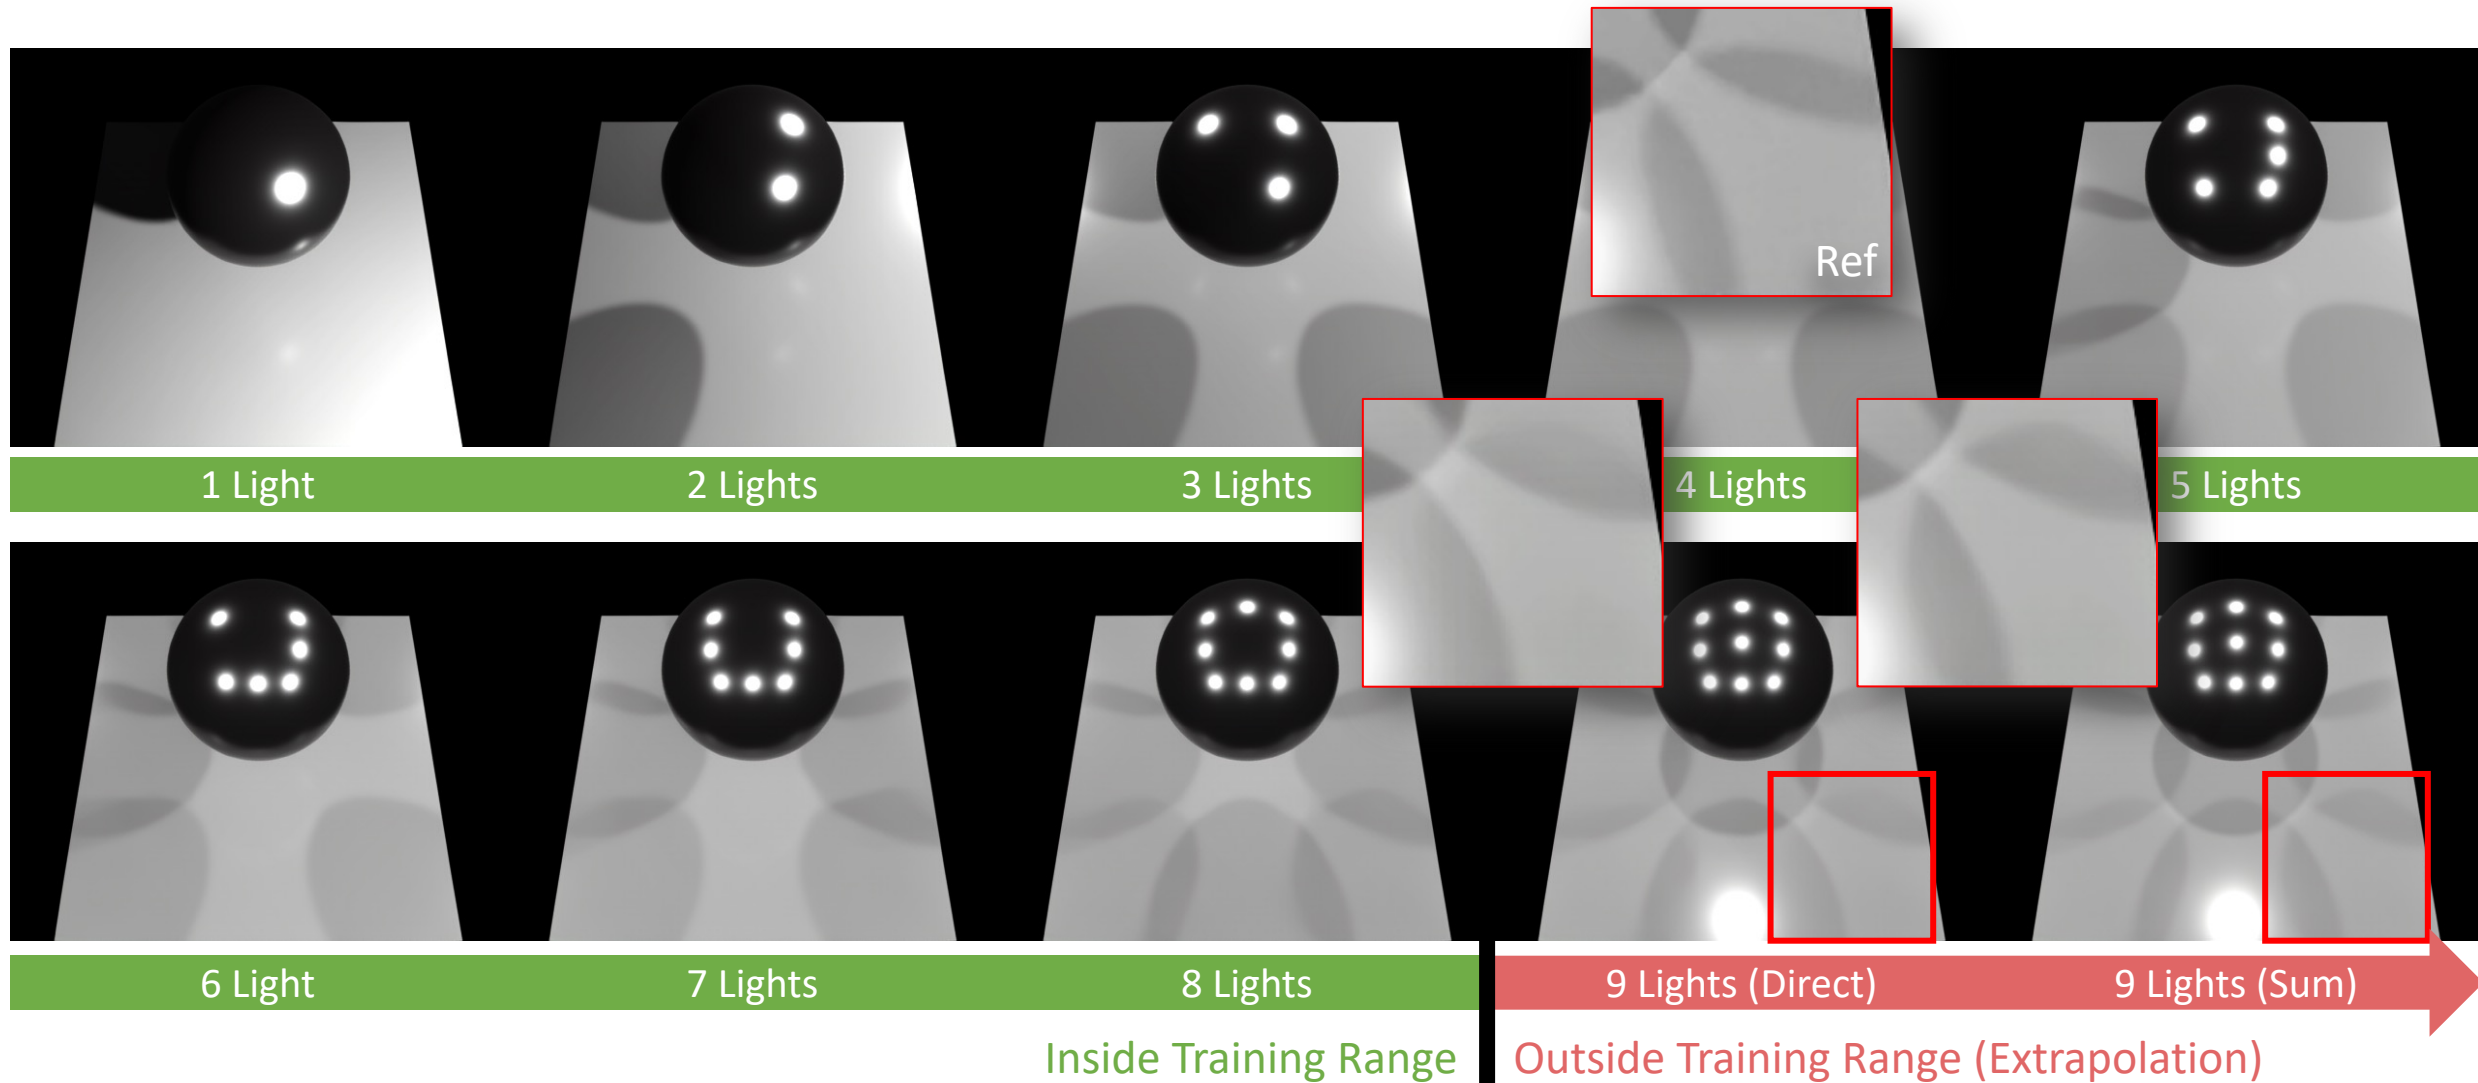 Ref
1 Light
2 Lights
3 Lights
4 Lights
5 Lights
6 Light
7 Lights
8 Lights
9 Lights (Direct)
9 Lights (Sum)
Inside Training Range
Outside Training Range (Extrapolation)